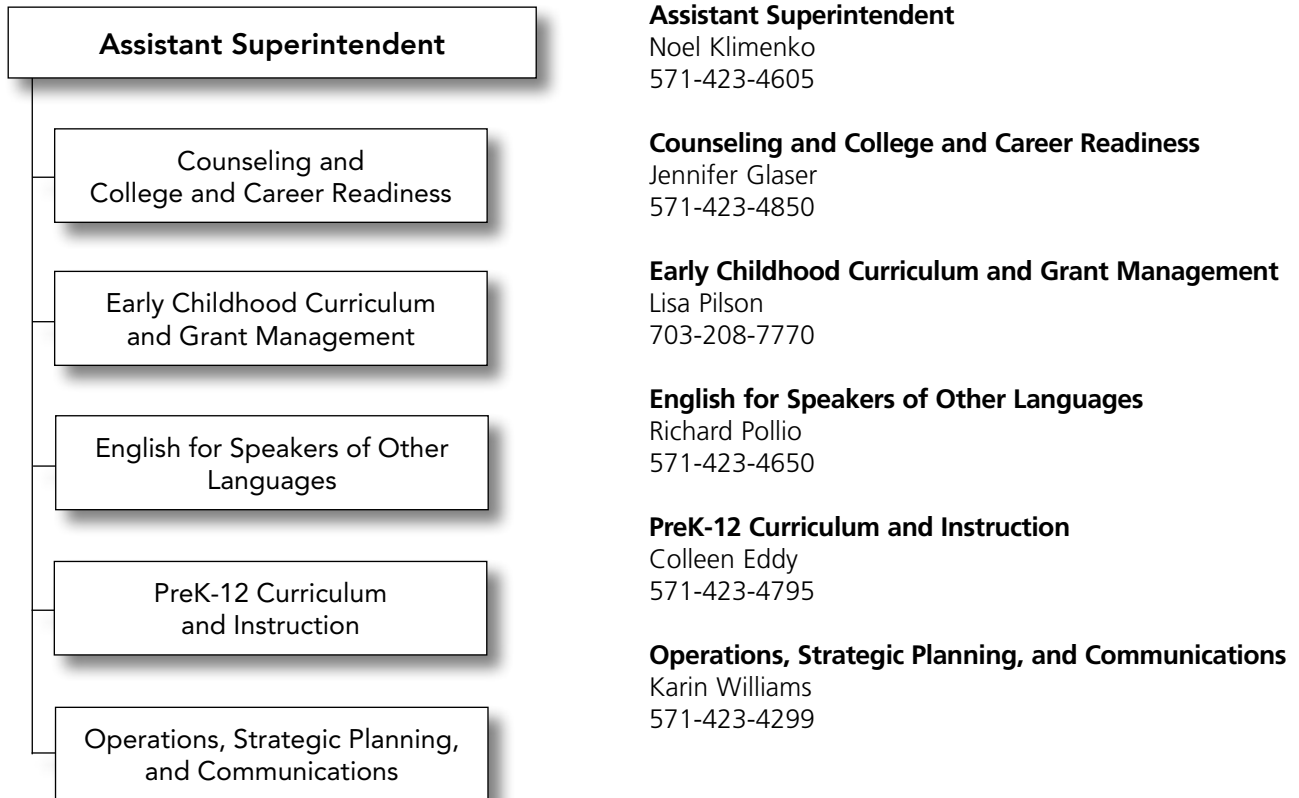 Assistant Superintendent
Counseling and
College and Career Readiness
Early Childhood Curriculum
and Grant Management
English for Speakers of Other
Languages
PreK-12 Curriculum
and Instruction
Operations, Strategic Planning,
and Communications
Assistant Superintendent
Noel Klimenko
571-423-4605
Counseling and College and Career Readiness
Jennifer Glaser
571-423-4850
Early Childhood Curriculum and Grant Management
Lisa Pilson
703-208-7770
English for Speakers of Other Languages
Richard Pollio
571-423-4650
PreK-12 Curriculum and Instruction
Colleen Eddy
571-423-4795
Operations, Strategic Planning, and Communications
Karin Williams
571-423-4299